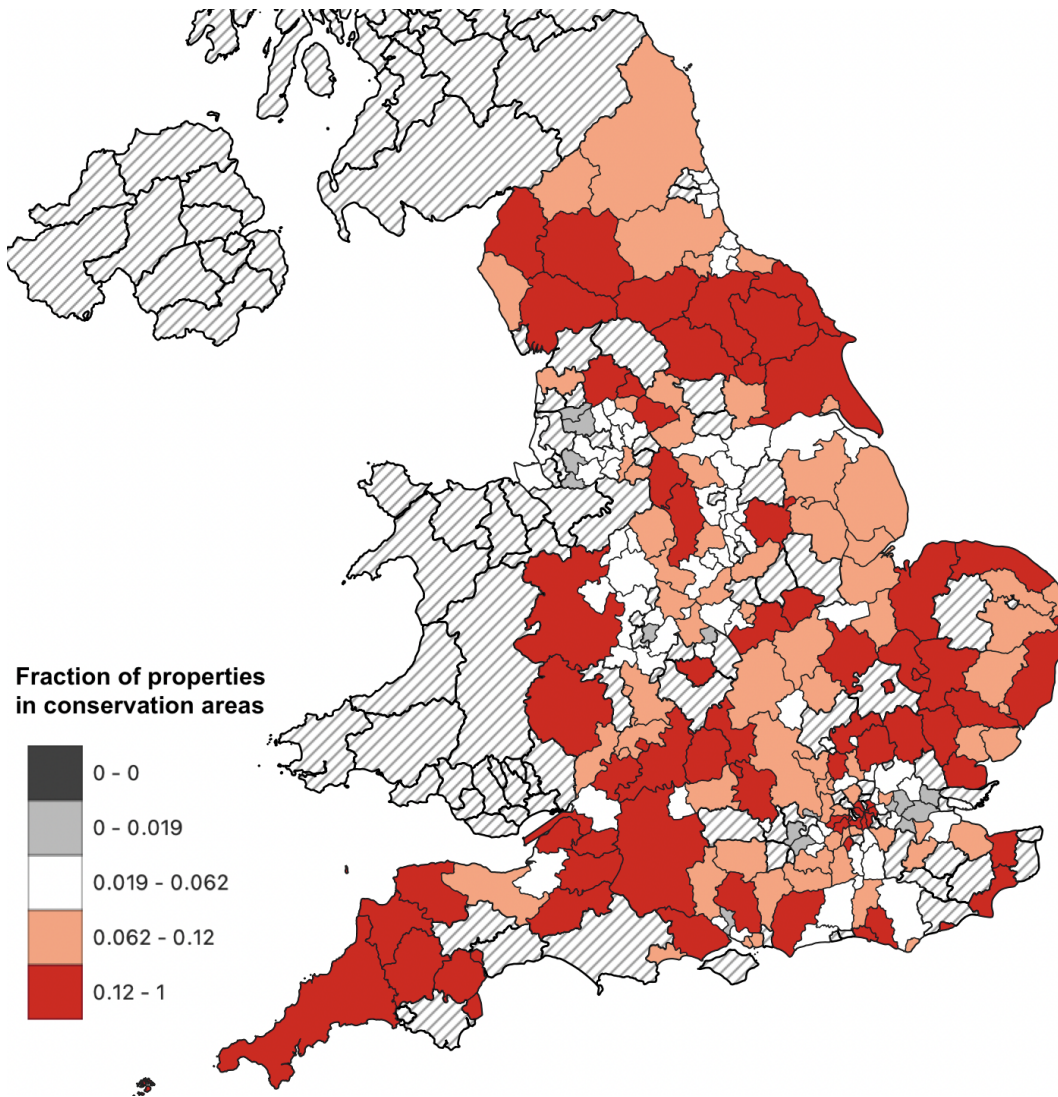 Fraction of properties
in conservation areas
0 - 0
0 - 0.019
0.019 - 0.062
0.062 - 0.12
0.12 - 1